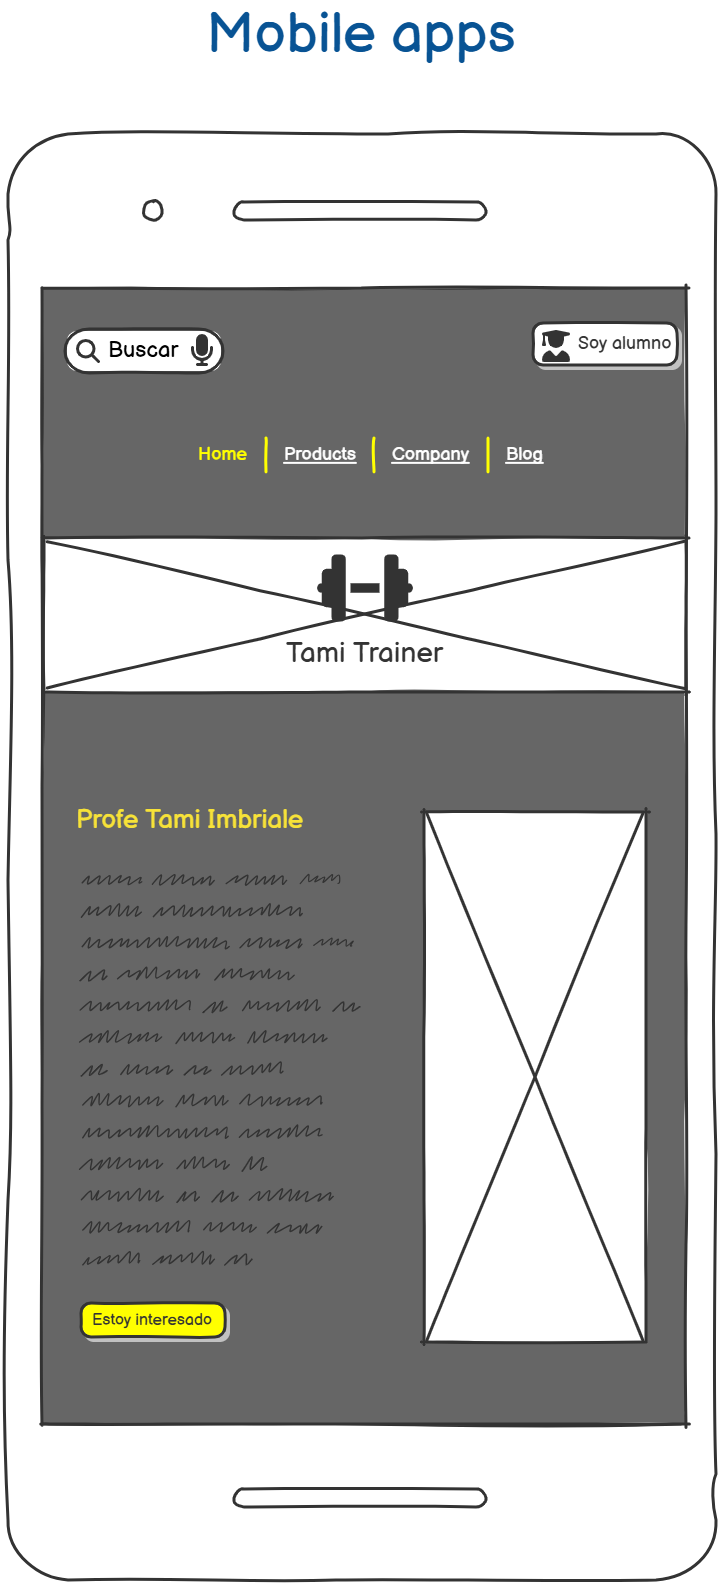 Mobile apps
Buscar
Soy alumno
Home Products Company Blog
Tami Trainer
Profe Tami Imbriale
Estoy interesado